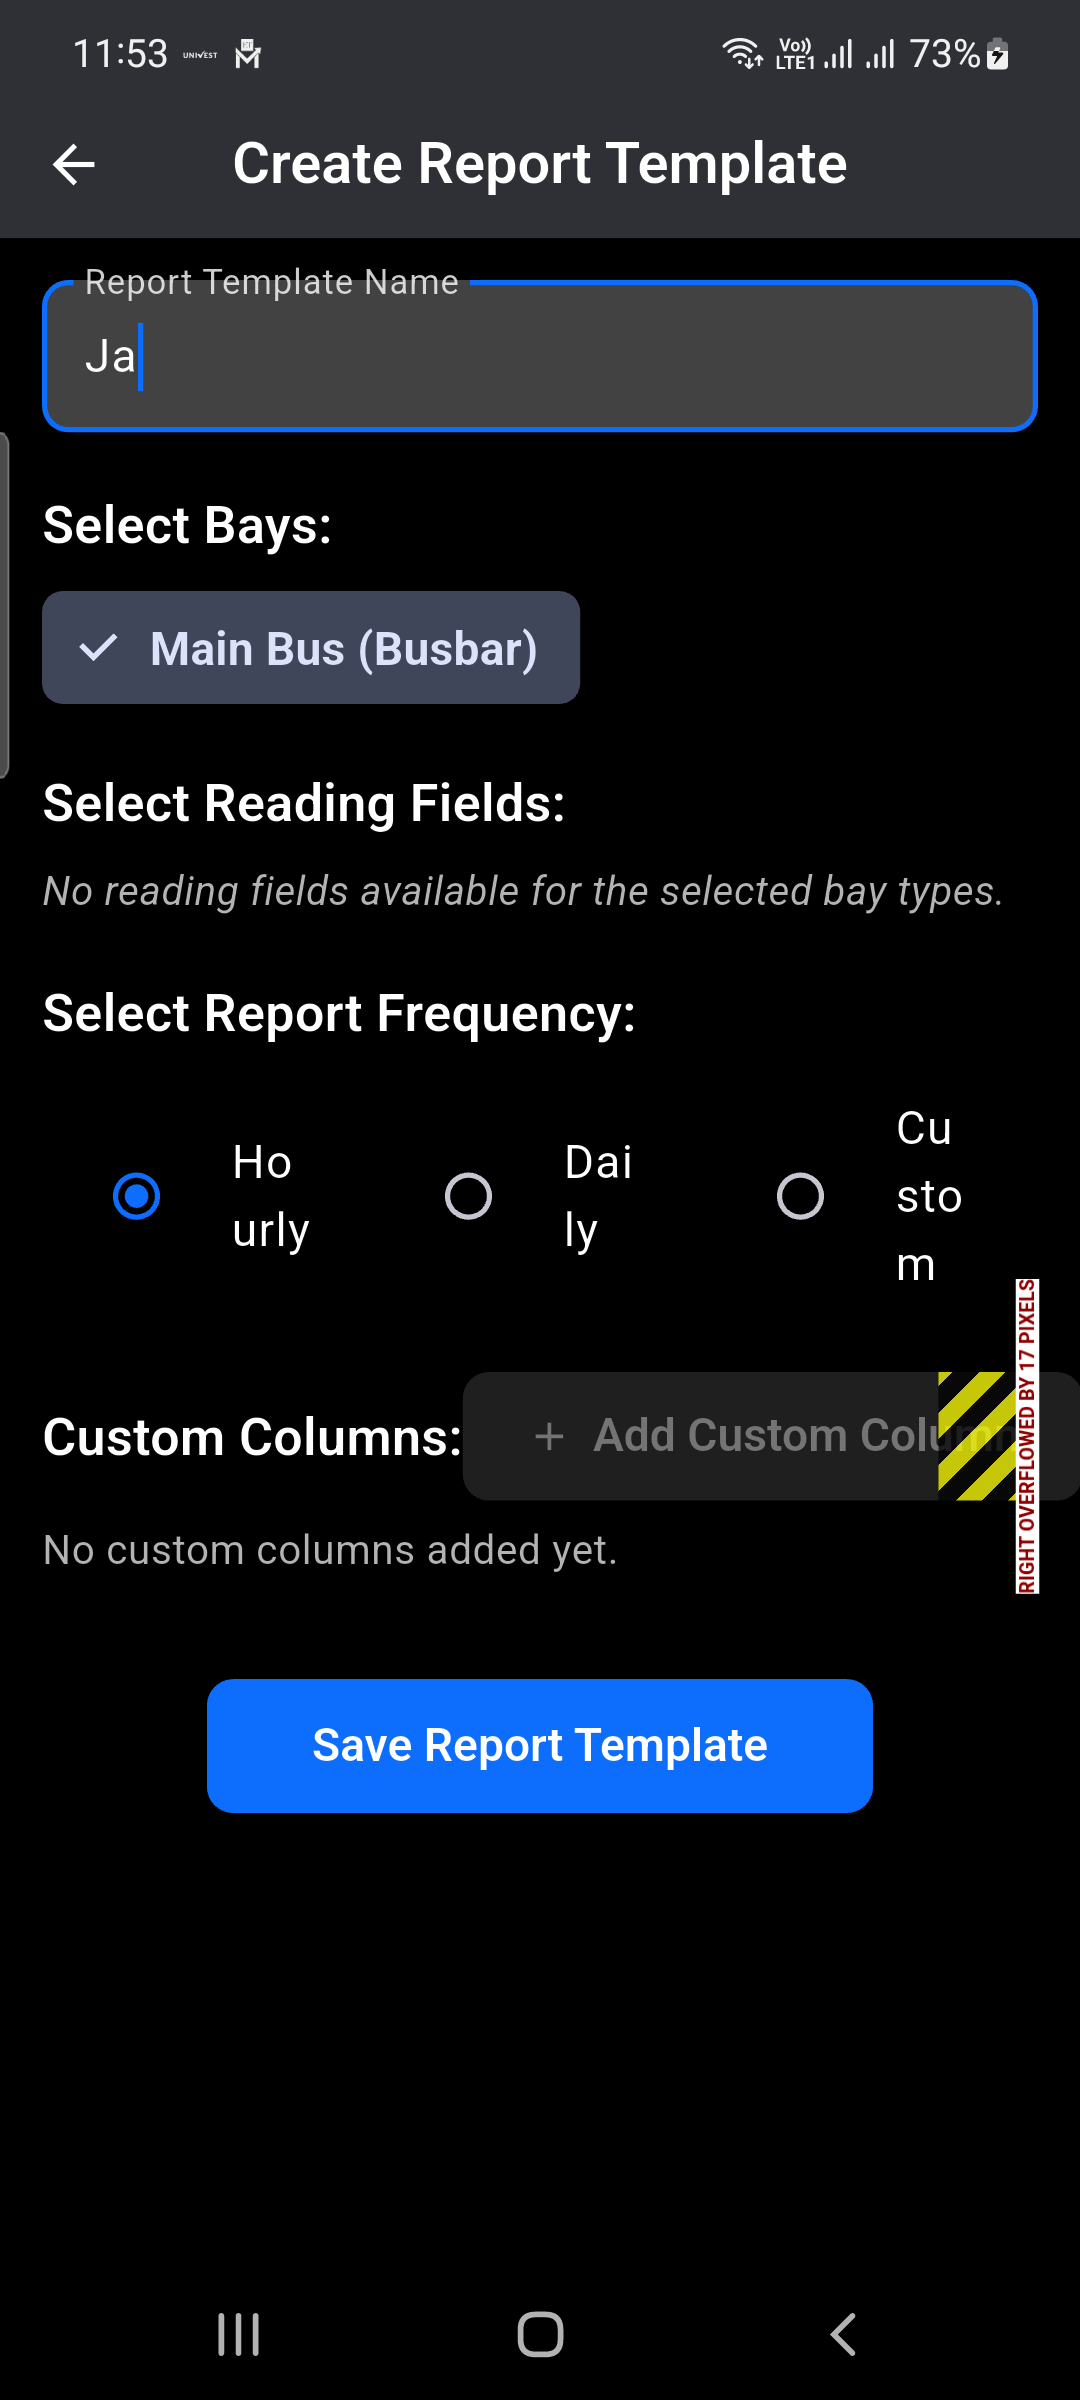 11:53 UNIVEST Vo)) LTE1 73%
Create Report Template
Report Template Name
Ja
Select Bays:
Main Bus (Busbar)
Select Reading Fields:
No reading fields available for the selected bay types.
Select Report Frequency:
Ho
urly
Dai
ly
Cu
sto
m
Custom Columns:
+ Add Custom Column
RIGHT OVERFLOWED BY 17 PIXELS
No custom columns added yet.
Save Report Template